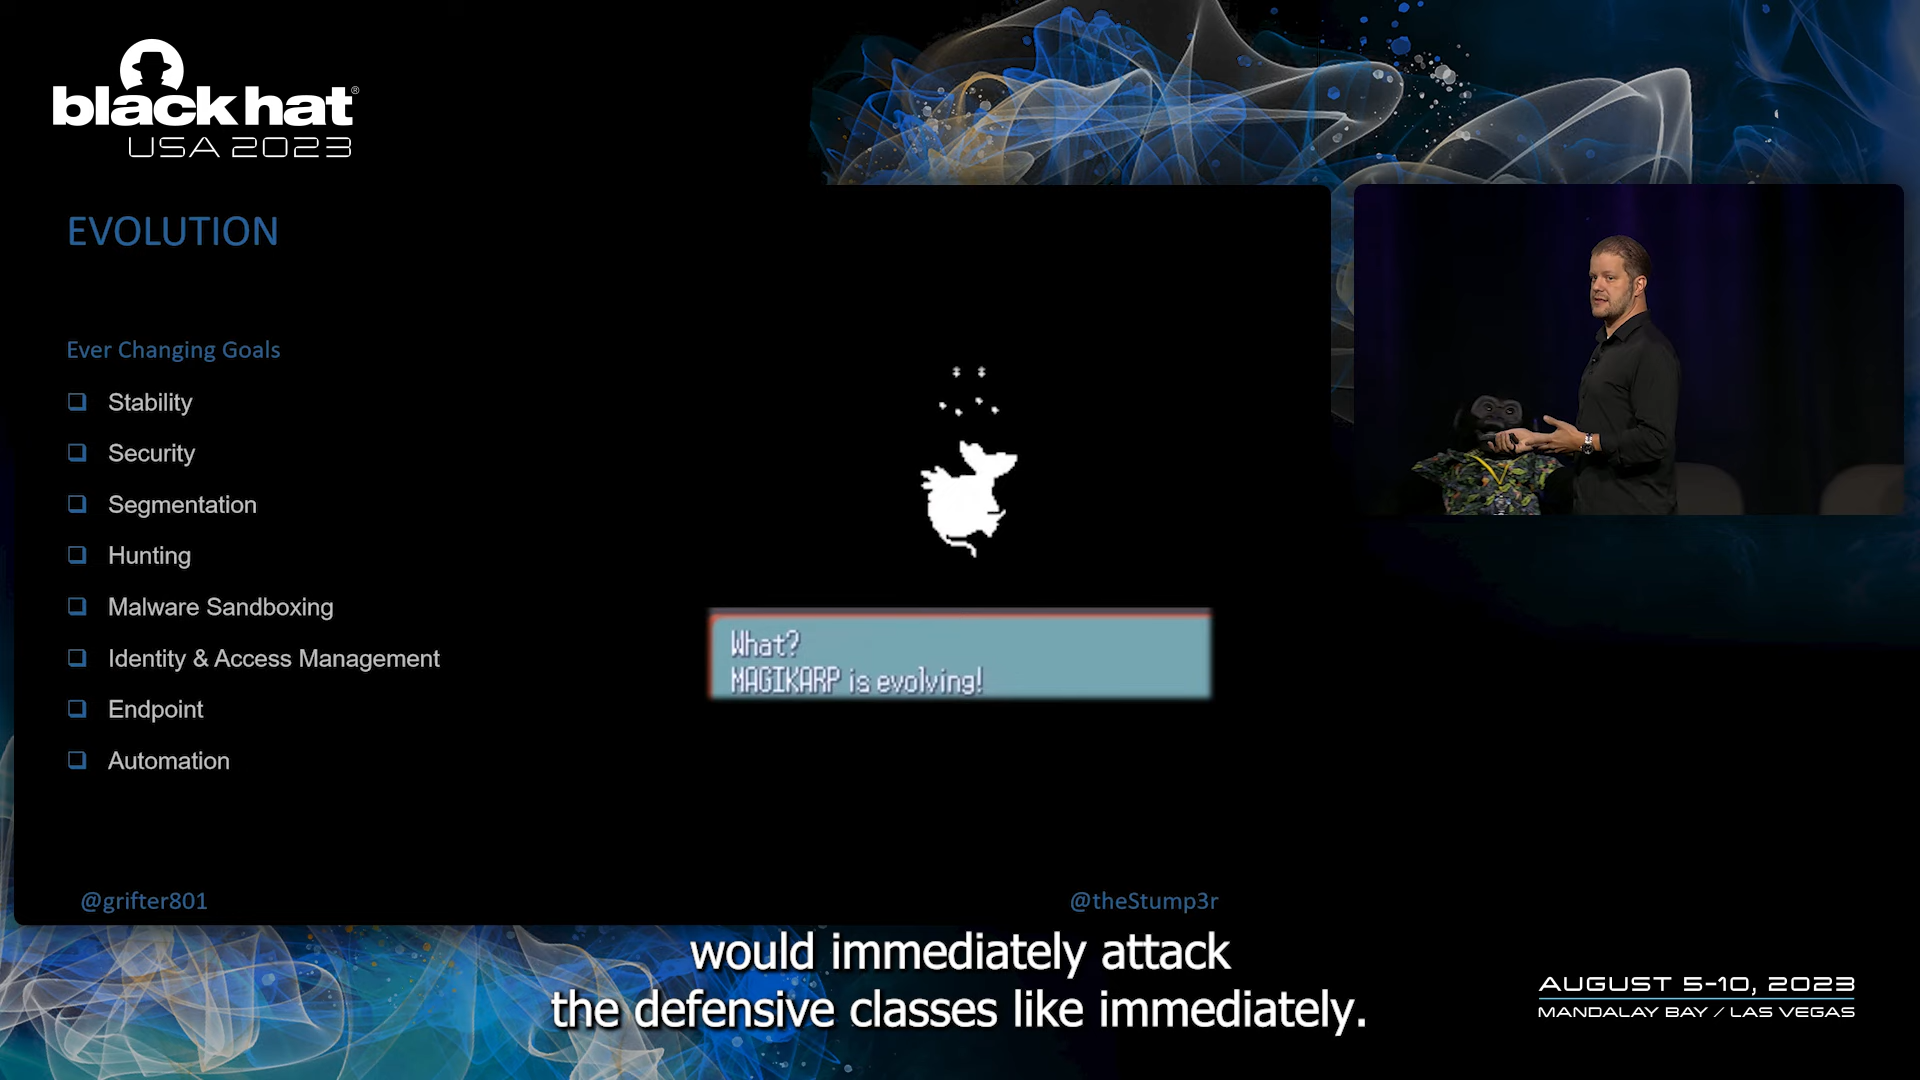 black hat®
USA 2023
EVOLUTION
Ever Changing Goals
Stability
Security
Segmentation
Hunting
Malware Sandboxing
Identity & Access Management
Endpoint
Automation
What?
MAGIKARP is evolving!
@grifter801
@theStump3r
would immediately attack
the defensive classes like immediately.
AUGUST 5-10, 2023
MANDALAY BAY / LAS VEGAS